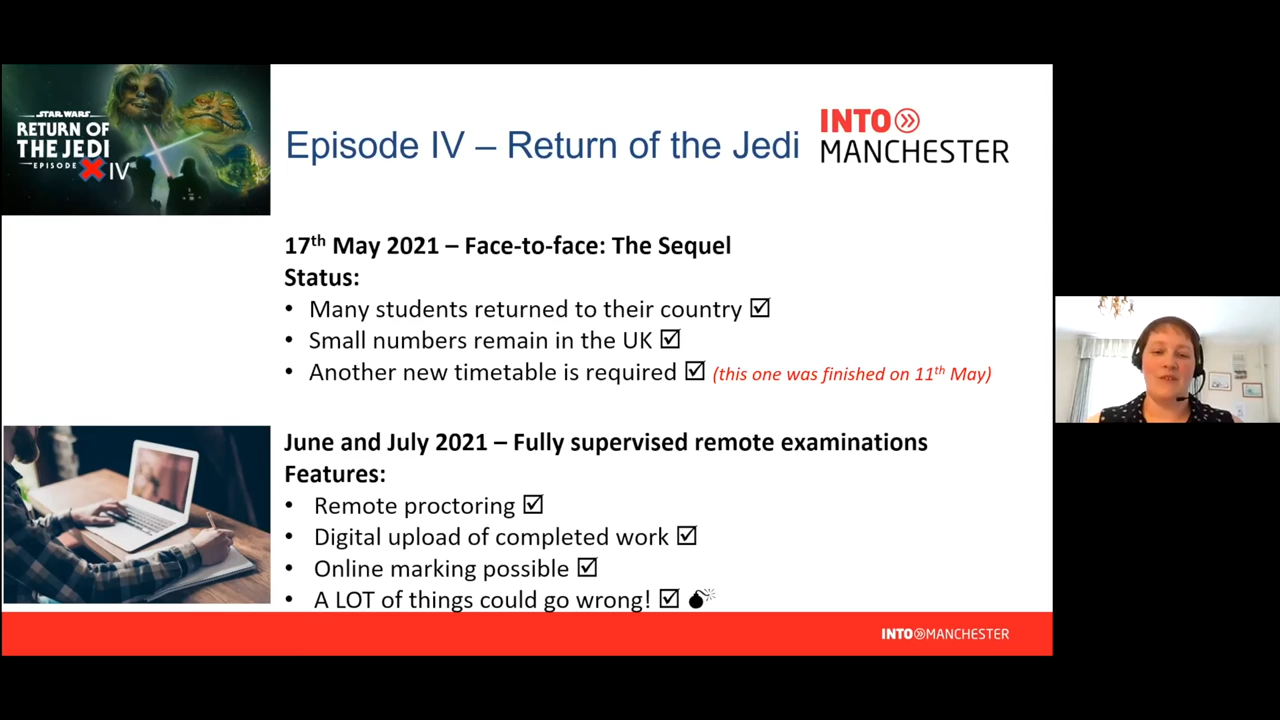 STAR WARS
RETURN OF
THE JEDI
EPISODE IV
Episode IV – Return of the Jedi
INTO
MANCHESTER
17th May 2021 – Face-to-face: The Sequel
Status:
• Many students returned to their country ☑
• Small numbers remain in the UK ☑
• Another new timetable is required ☑ (this one was finished on 11th May)
June and July 2021 – Fully supervised remote examinations
Features:
• Remote proctoring ☑
• Digital upload of completed work ☑
• Online marking possible ☑
• A LOT of things could go wrong! ☑ 💣
INTO MANCHESTER